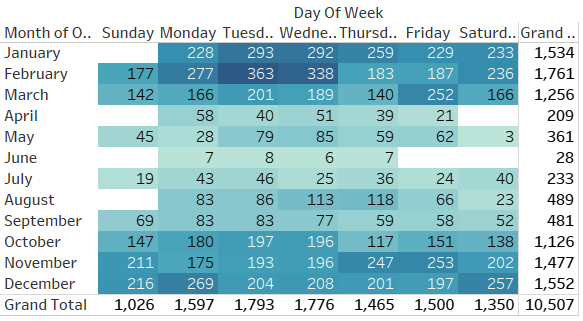 Day Of Week
Month of O.. Sunday Monday Tuesd.. Wedne.. Thursd.. Friday Saturd.. Grand ..
January 228 293 292 259 229 233 1,534
February 177 277 363 338 183 187 236 1,761
March 142 166 201 189 140 252 166 1,256
April 58 40 51 39 21 209
May 45 28 79 85 59 62 3 361
June 7 8 6 7 28
July 19 43 46 25 36 24 40 233
August 83 86 113 118 66 23 489
September 69 83 83 77 59 58 52 481
October 147 180 197 196 117 151 138 1,126
November 211 175 193 196 247 253 202 1,477
December 216 269 204 208 201 197 257 1,552
Grand Total 1,026 1,597 1,793 1,776 1,465 1,500 1,350 10,507